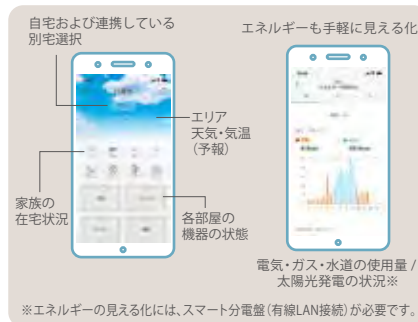 自宅および連携している
別宅選択
エリア
天気・気温
（予報）
家族の
在宅状況
各部屋の
機器の状態
エネルギーも手軽に見える化
電気・ガス・水道の使用量 /
太陽光発電の状況※
※エネルギーの見える化には、スマート分電盤（有線LAN接続）が必要です。